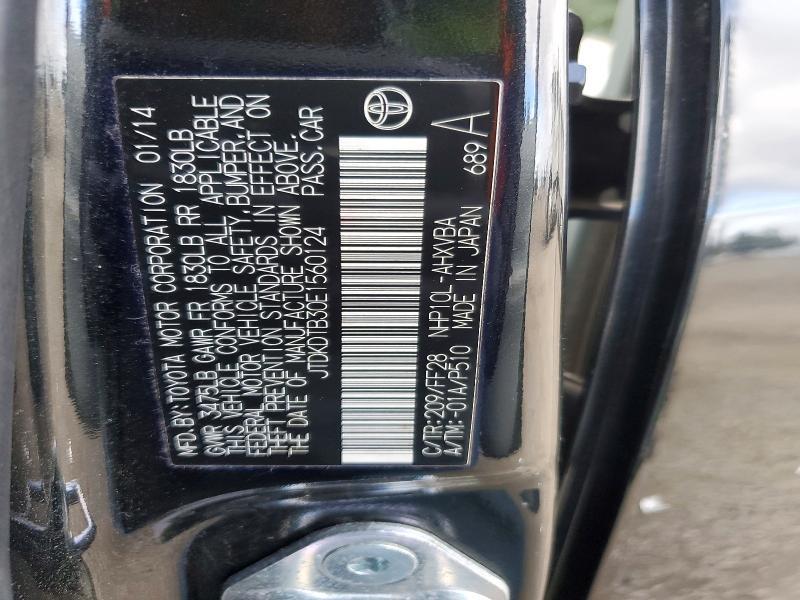 MFD. BY: TOYOTA MOTOR CORPORATION 01/14
GVWR 3475LB GAWR FR 1830LB RR 1830LB
THIS VEHICLE CONFORMS TO ALL APPLICABLE
FEDERAL MOTOR VEHICLE SAFETY, BUMPER, AND
THEFT PREVENTION STANDARDS IN EFFECT ON
THE DATE OF MANUFACTURE SHOWN ABOVE.
JTDKDTB30E1560124 PASS. CAR
C/TR: 209/FF28 NHP10L-AHXVBA
A/TM: -01A/P510 MADE IN JAPAN 689 A